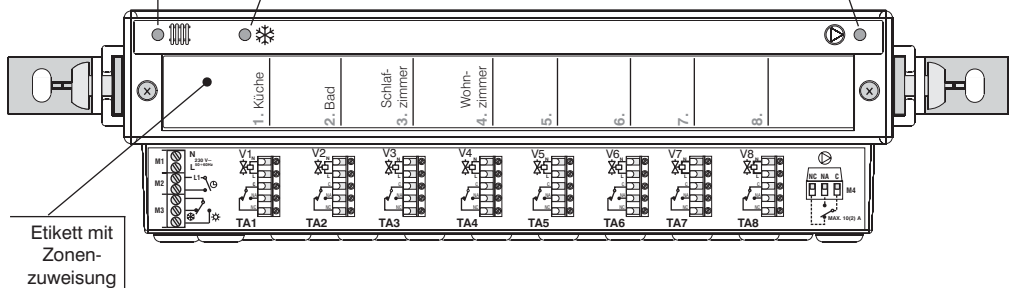 1. Küche
2. Bad
3. Schlaf-
zimmer
4. Wohn-
zimmer
5.
6.
7.
8.
M1
N
L
230 V~
50-60Hz
M2
L1
M3
V1
V2
V3
V4
V5
V6
V7
V8
N
L
NA
NC
TA1
TA2
TA3
TA4
TA5
TA6
TA7
TA8
NC NA C
M4
MAX. 10(2) A
Etikett mit
Zonen-
zuweisung